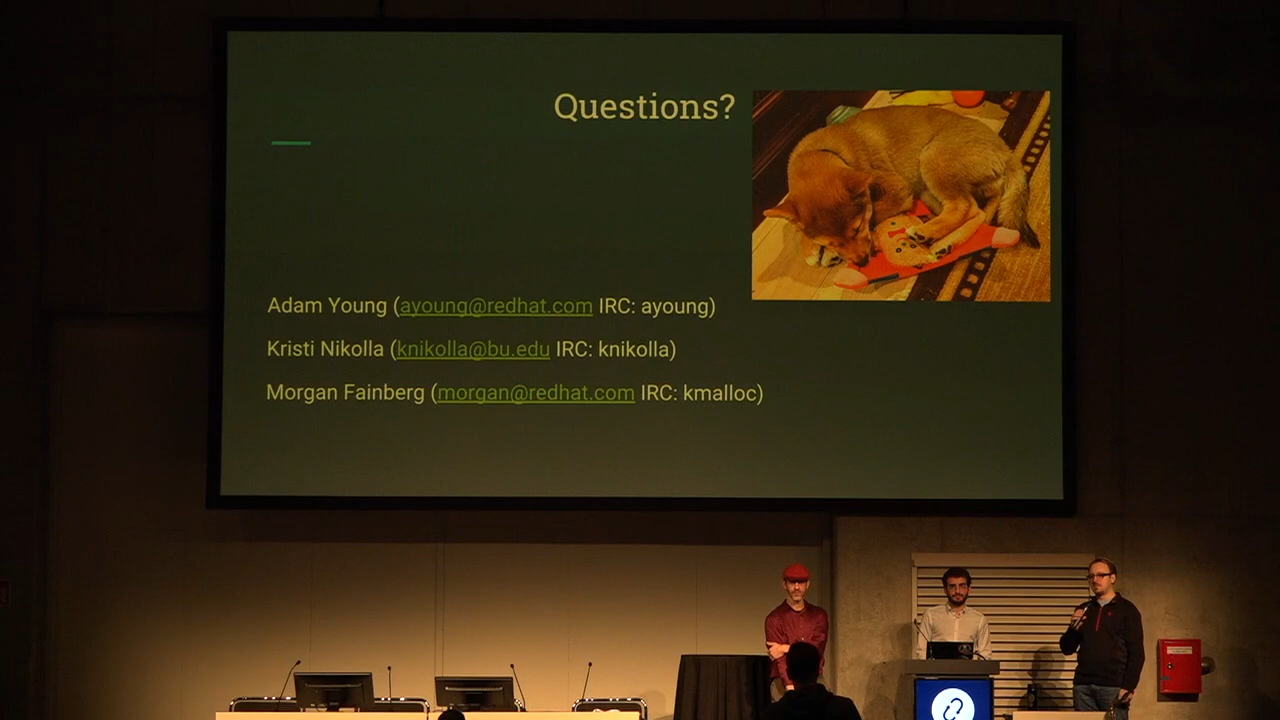 Questions?
Adam Young (ayoung@redhat.com IRC: ayoung)
Kristi Nikolla (knikolla@bu.edu IRC: knikolla)
Morgan Fainberg (morgan@redhat.com IRC: kmalloc)